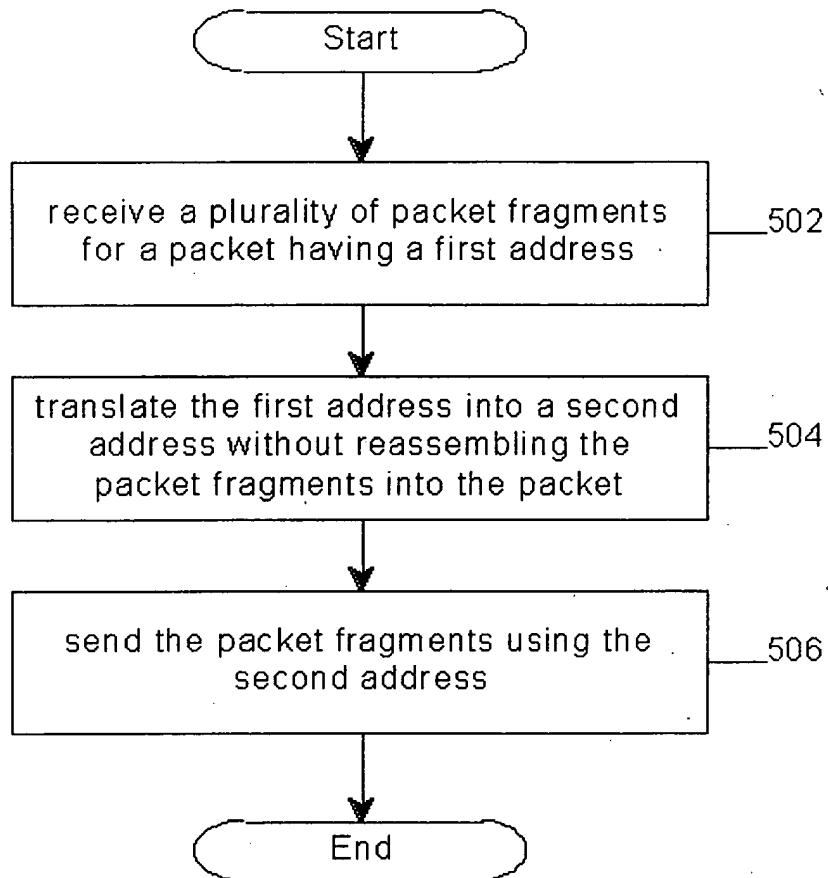 Start
receive a plurality of packet fragments
for a packet having a first address
502
translate the first address into a second
address without reassembling the
packet fragments into the packet
504
send the packet fragments using the
second address
506
End